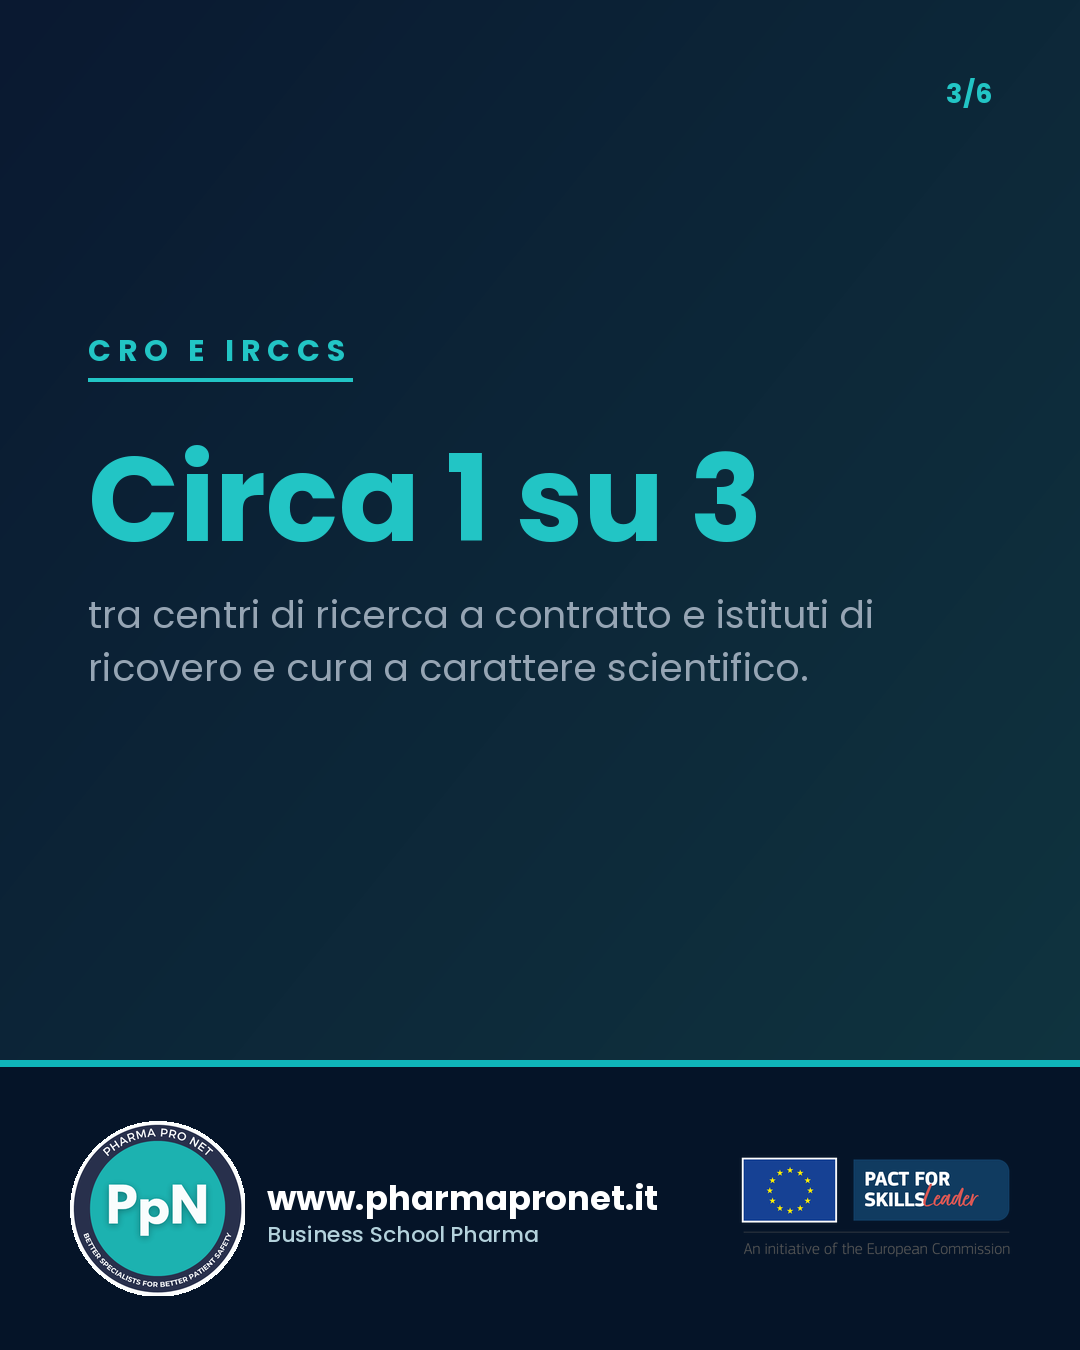 3/6
CRO E IRCCS
Circa 1 su 3
tra centri di ricerca a contratto e istituti di
ricovero e cura a carattere scientifico.
PHARMA PRO NET
PpN
BETTER SPECIALISTS FOR BETTER PATIENT SAFETY
www.pharmapronet.it
Business School Pharma
PACT FOR
SKILLS Leader
An initiative of the European Commission